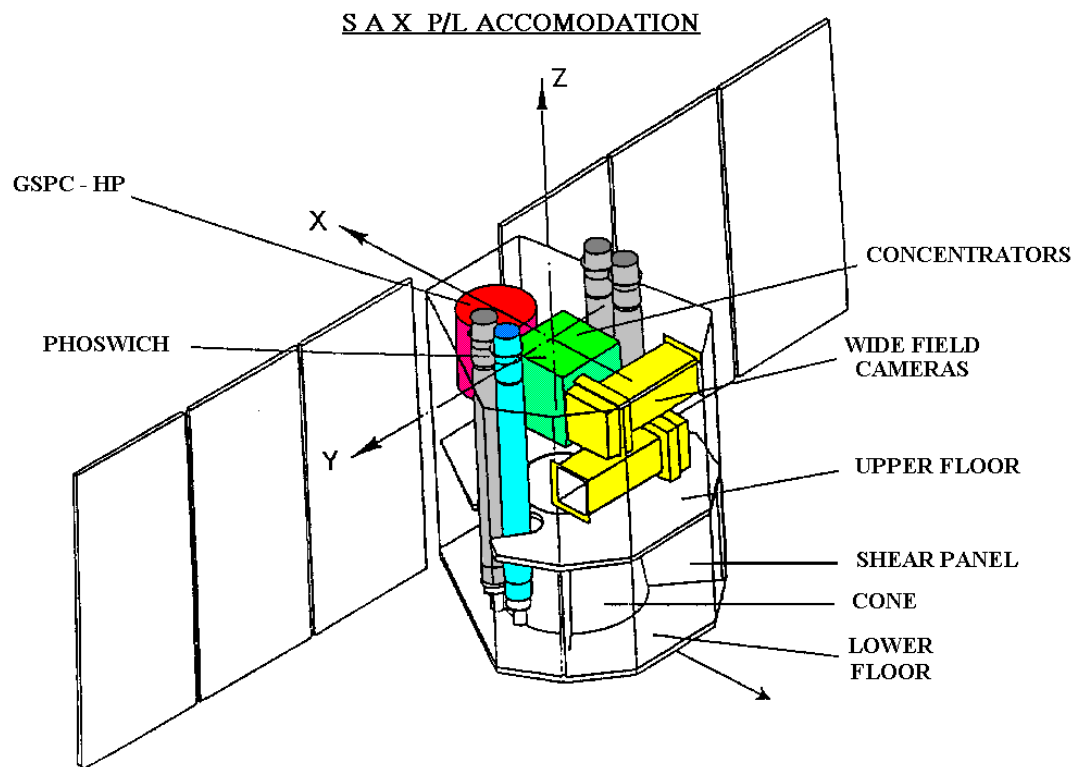 S A X P/L ACCOMODATION
Z
GSPC - HP
X
CONCENTRATORS
PHOSWICH
WIDE FIELD
CAMERAS
Y
UPPER FLOOR
SHEAR PANEL
CONE
LOWER
FLOOR